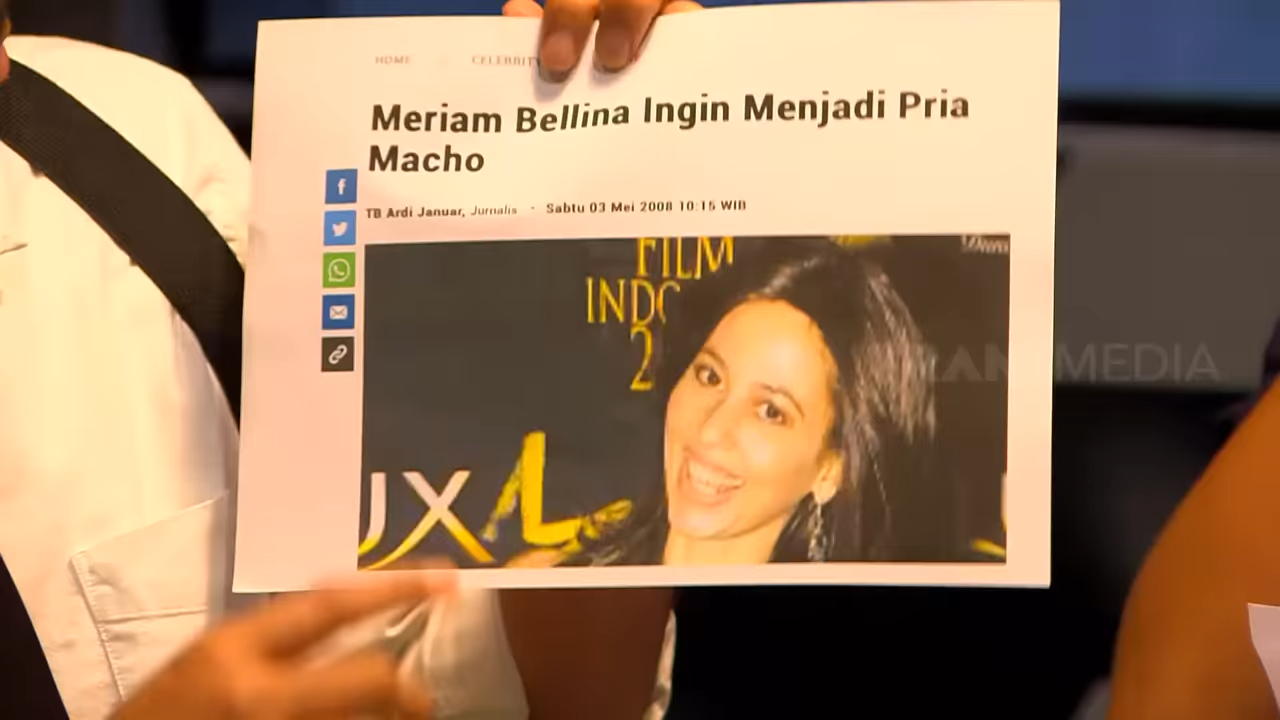 HOME CELEBRITY
Meriam Bellina Ingin Menjadi Pria
Macho
TB Ardi Januar, Jurnalis - Sabtu 03 Mei 2008 10:15 WIB
FILM
INDO
2
UX
MEDIA